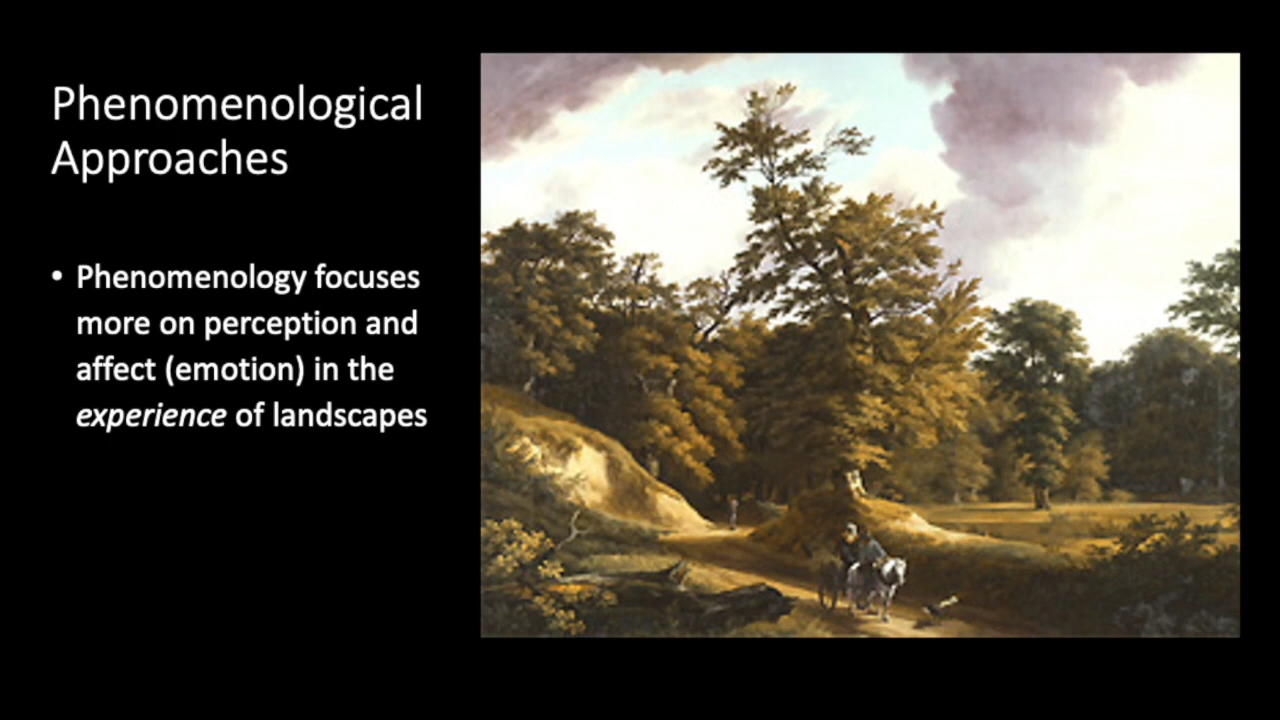 Phenomenological
Approaches
• Phenomenology focuses
more on perception and
affect (emotion) in the
experience of landscapes